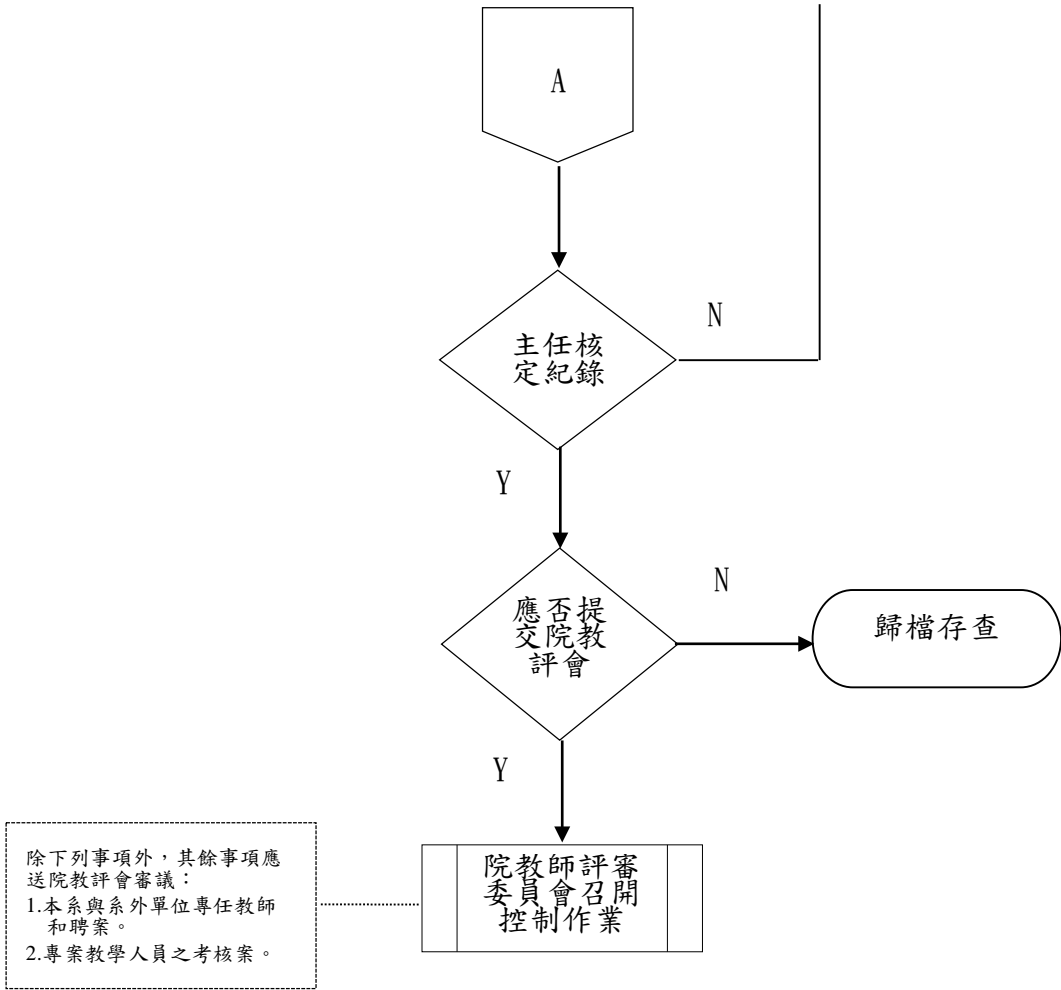 A
主任核
定紀錄
N
Y
應否提
交院教
評會
N
歸檔存查
Y
院教師評審
委員會召開
控制作業
除下列事項外，其餘事項應
送院教評會審議：
1.本系與系外單位專任教師
和聘案。
2.專案教學人員之考核案。